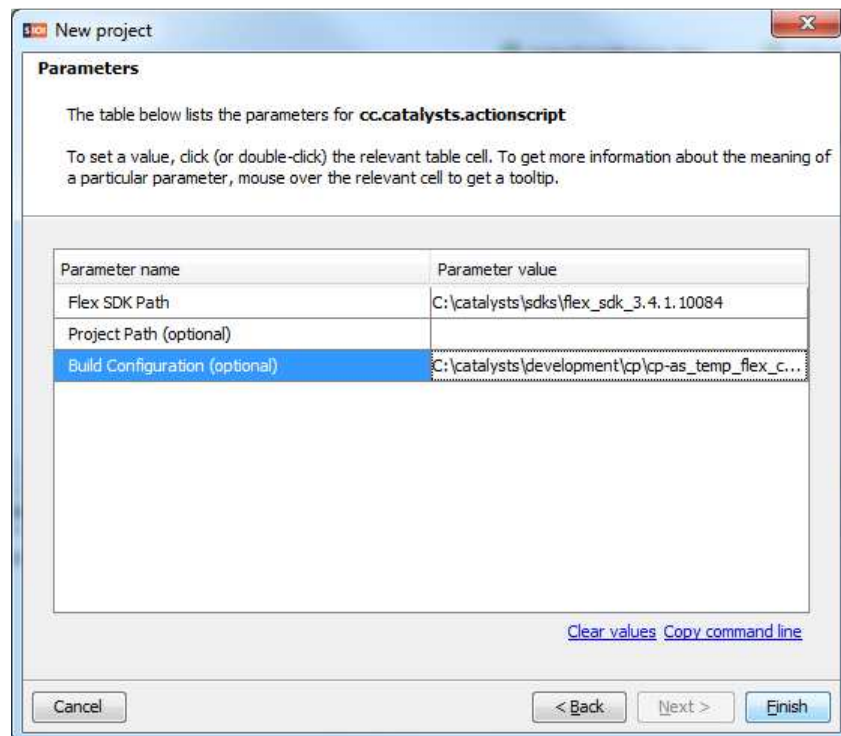 New project
Parameters
The table below lists the parameters for cc.catalysts.actionscript
To set a value, click (or double-click) the relevant table cell. To get more information about the meaning of
a particular parameter, mouse over the relevant cell to get a tooltip.
Parameter name Parameter value
Flex SDK Path C:\catalysts\sdks\flex_sdk_3.4.1.10084
Project Path (optional)
Build Configuration (optional) C:\catalysts\development\cp\cp-as_temp_flex_c...
Clear values Copy command line
Cancel < Back Next > Finish